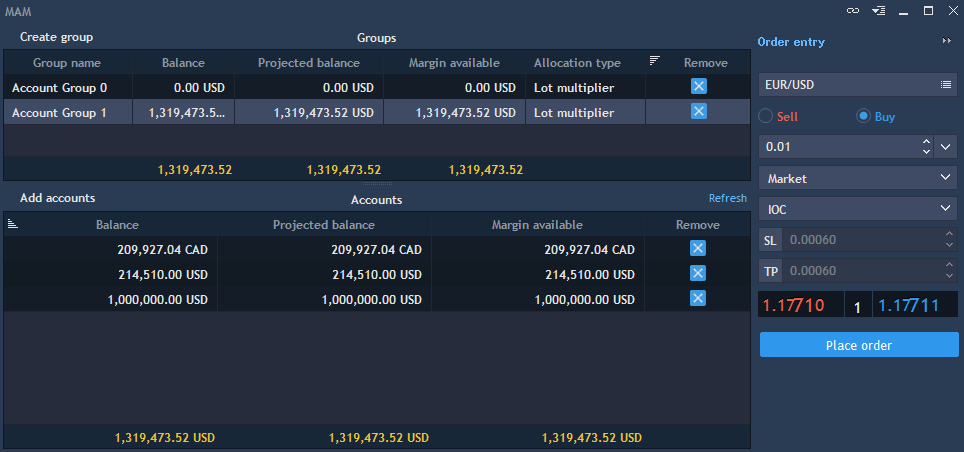 MAM
Create group Groups
Group name Balance Projected balance Margin available Allocation type Remove
Account Group 0 0.00 USD 0.00 USD 0.00 USD Lot multiplier
Account Group 1 1,319,473.5... 1,319,473.52 USD 1,319,473.52 USD Lot multiplier
1,319,473.52 1,319,473.52 1,319,473.52
Add accounts Accounts Refresh
Balance Projected balance Margin available Remove
209,927.04 CAD 209,927.04 CAD 209,927.04 CAD
214,510.00 USD 214,510.00 USD 214,510.00 USD
1,000,000.00 USD 1,000,000.00 USD 1,000,000.00 USD
1,319,473.52 USD 1,319,473.52 USD 1,319,473.52 USD
Order entry
EUR/USD
Sell Buy
0.01
Market
IOC
SL 0.00060
TP 0.00060
1.17710 1 1.17711
Place order